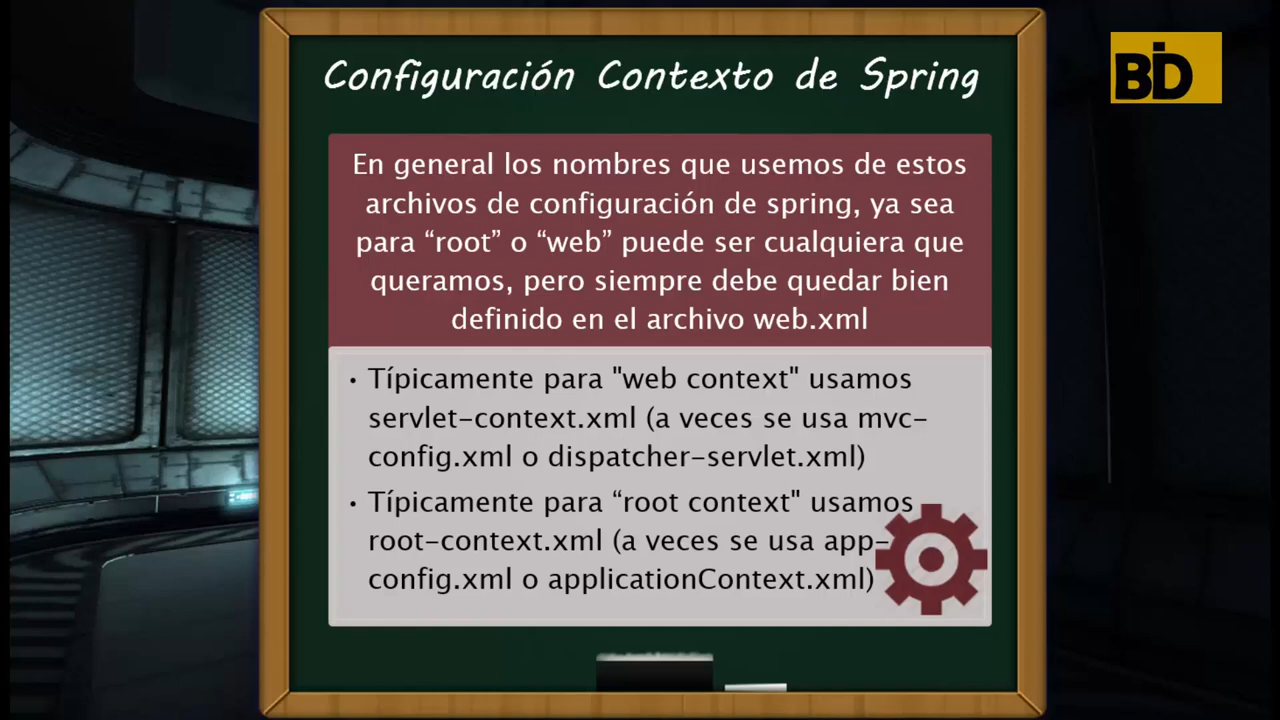 Configuración Contexto de Spring
BID
En general los nombres que usemos de estos
archivos de configuración de spring, ya sea
para “root” o “web” puede ser cualquiera que
queramos, pero siempre debe quedar bien
definido en el archivo web.xml
• Típicamente para "web context" usamos
servlet-context.xml (a veces se usa mvc-
config.xml o dispatcher-servlet.xml)
• Típicamente para “root context" usamos
root-context.xml (a veces se usa app-
config.xml o applicationContext.xml)